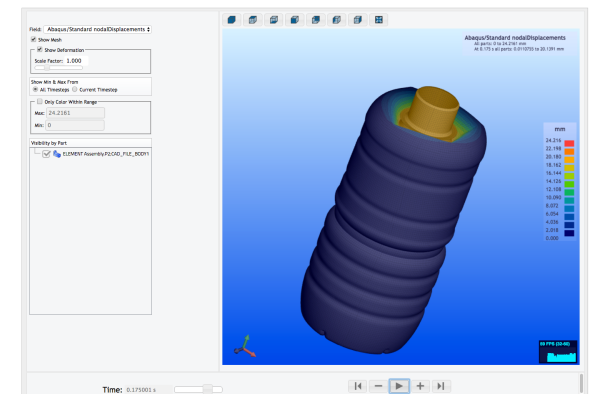 Field: Abaqus/Standard nodalDisplacements
Show Mesh
Show Deformation
Scale Factor: 1.000
Show Min & Max From
All Timesteps Current Timestep
Only Color Within Range
Max: 24.2161
Min: 0
Visibility by Part
ELEMENT Assembly.P2;CAD_FILE_BODY1
Abaqus/Standard nodalDisplacements
All parts: 0 to 24.2161 mm
mm
24.216
22.198
20.180
18.162
16.144
14.126
12.108
10.090
8.072
6.054
4.036
2.018
0.000
Time: 0.175001 s